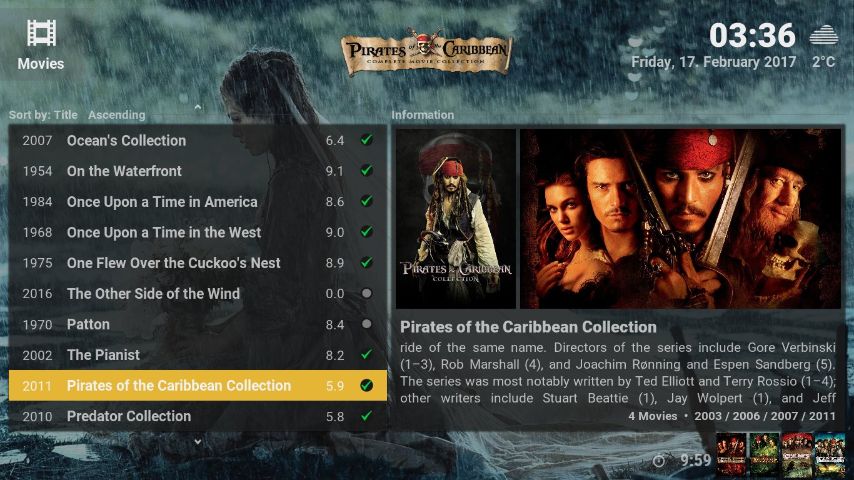 Movies
PIRATES of the CARIBBEAN
COMPLETE MOVIE COLLECTION
03:36
Friday, 17. February 2017 2°C
Sort by: Title Ascending
2007 Ocean's Collection 6.4
1954 On the Waterfront 9.1
1984 Once Upon a Time in America 8.6
1968 Once Upon a Time in the West 9.0
1975 One Flew Over the Cuckoo's Nest 8.9
2016 The Other Side of the Wind 0.0
1970 Patton 8.4
2002 The Pianist 8.2
2011 Pirates of the Caribbean Collection 5.9
2010 Predator Collection 5.8
Information
PIRATES of the CARIBBEAN
COLLECTION
Pirates of the Caribbean Collection
ride of the same name. Directors of the series include Gore Verbinski
(1–3), Rob Marshall (4), and Joachim Rønning and Espen Sandberg (5).
The series was most notably written by Ted Elliott and Terry Rossio (1–4);
other writers include Stuart Beattie (1), Jay Wolpert (1), and Jeff
4 Movies • 2003 / 2006 / 2007 / 2011
9:59